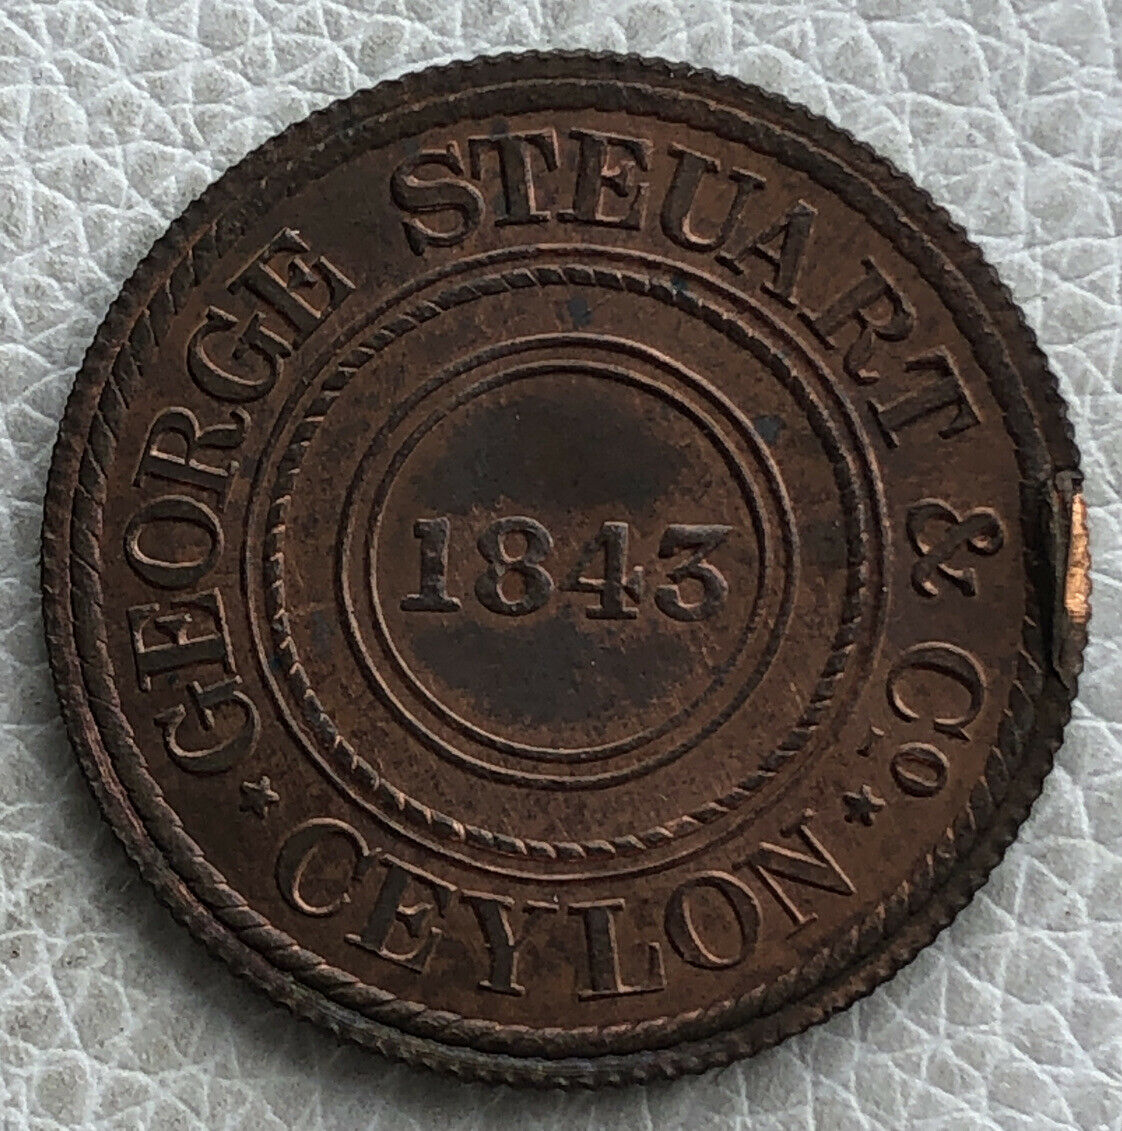 GEORGE STEUART & Co.
★ CEYLON ★
1843